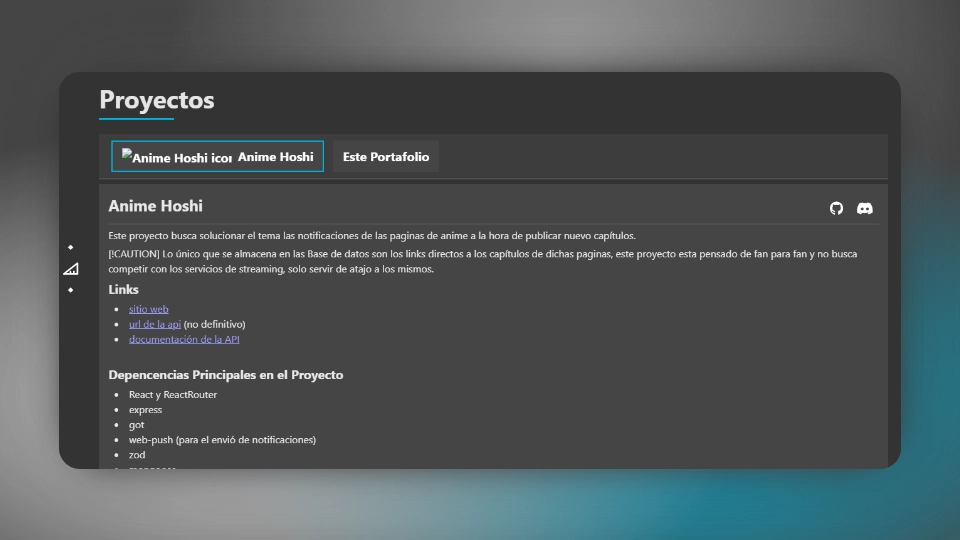 Proyectos
Anime Hoshi icon Anime Hoshi
Este Portafolio
Anime Hoshi
Este proyecto busca solucionar el tema las notificaciones de las paginas de anime a la hora de publicar nuevo capítulos.
[!CAUTION] Lo único que se almacena en las Base de datos son los links directos a los capítulos de dichas paginas, este proyecto esta pensado de fan para fan y no busca
competir con los servicios de streaming, solo servir de atajo a los mismos.
Links
sitio web
url de la api (no definitivo)
documentación de la API
Depencencias Principales en el Proyecto
React y ReactRouter
express
got
web-push (para el envió de notificaciones)
zod